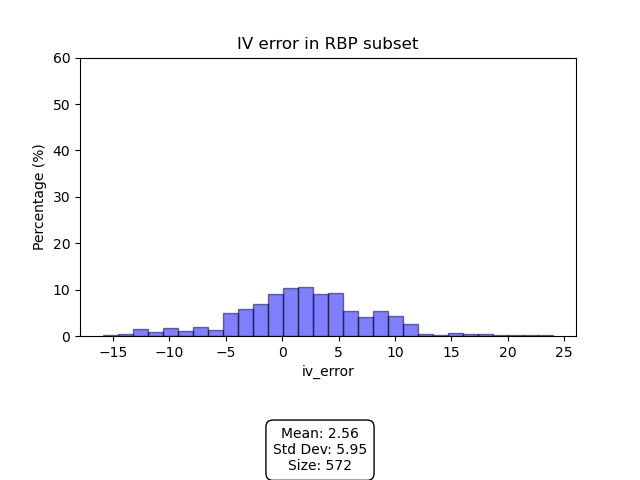 IV error in RBP subset
60
50
40
30
20
10
0
Percentage (%)
−15 −10 −5 0 5 10 15 20 25
iv_error
Mean: 2.56
Std Dev: 5.95
Size: 572